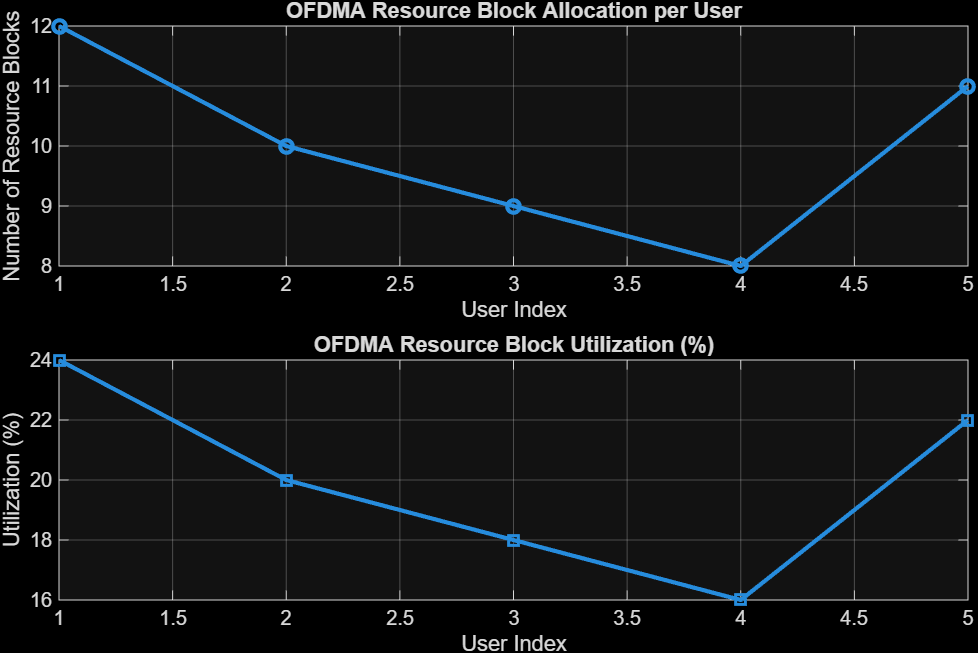 OFDMA Resource Block Allocation per User
Number of Resource Blocks
12
11
10
9
8
1 1.5 2 2.5 3 3.5 4 4.5 5
User Index
OFDMA Resource Block Utilization (%)
Utilization (%)
24
22
20
18
16
1 1.5 2 2.5 3 3.5 4 4.5 5
User Index